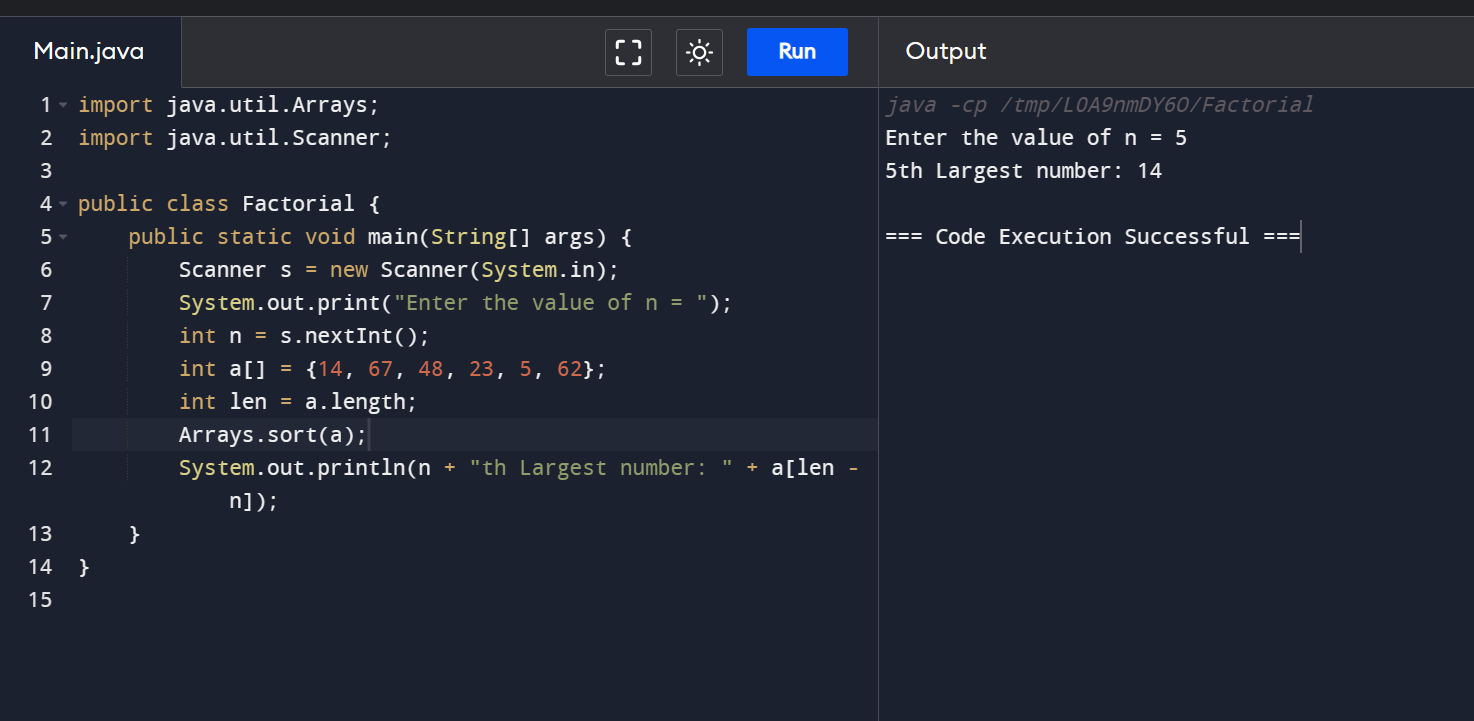 Main.java
Run
Output
1 import java.util.Arrays;
2 import java.util.Scanner;
3
4 public class Factorial {
5     public static void main(String[] args) {
6         Scanner s = new Scanner(System.in);
7         System.out.print("Enter the value of n = ");
8         int n = s.nextInt();
9         int a[] = {14, 67, 48, 23, 5, 62};
10         int len = a.length;
11         Arrays.sort(a);
12         System.out.println(n + "th Largest number: " + a[len -
            n]);
13     }
14 }
15
java -cp /tmp/LOA9nmDY6O/Factorial
Enter the value of n = 5
5th Largest number: 14
=== Code Execution Successful ===